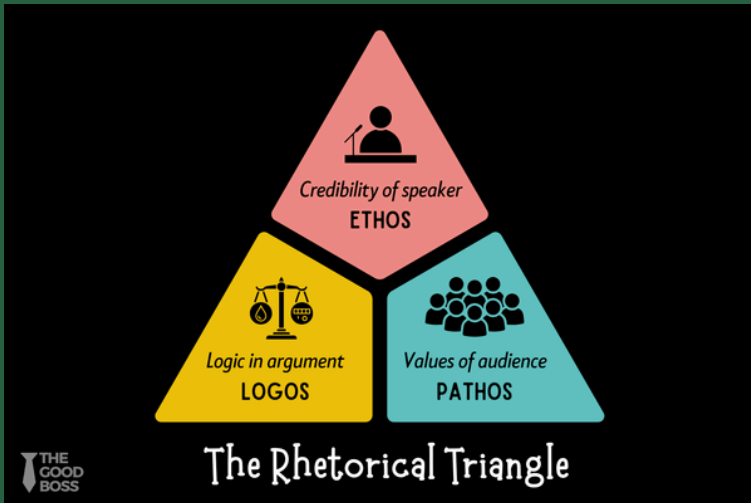 Credibility of speaker
ETHOS
Logic in argument
LOGOS
Values of audience
PATHOS
The Rhetorical Triangle
THE
GOOD
BOSS